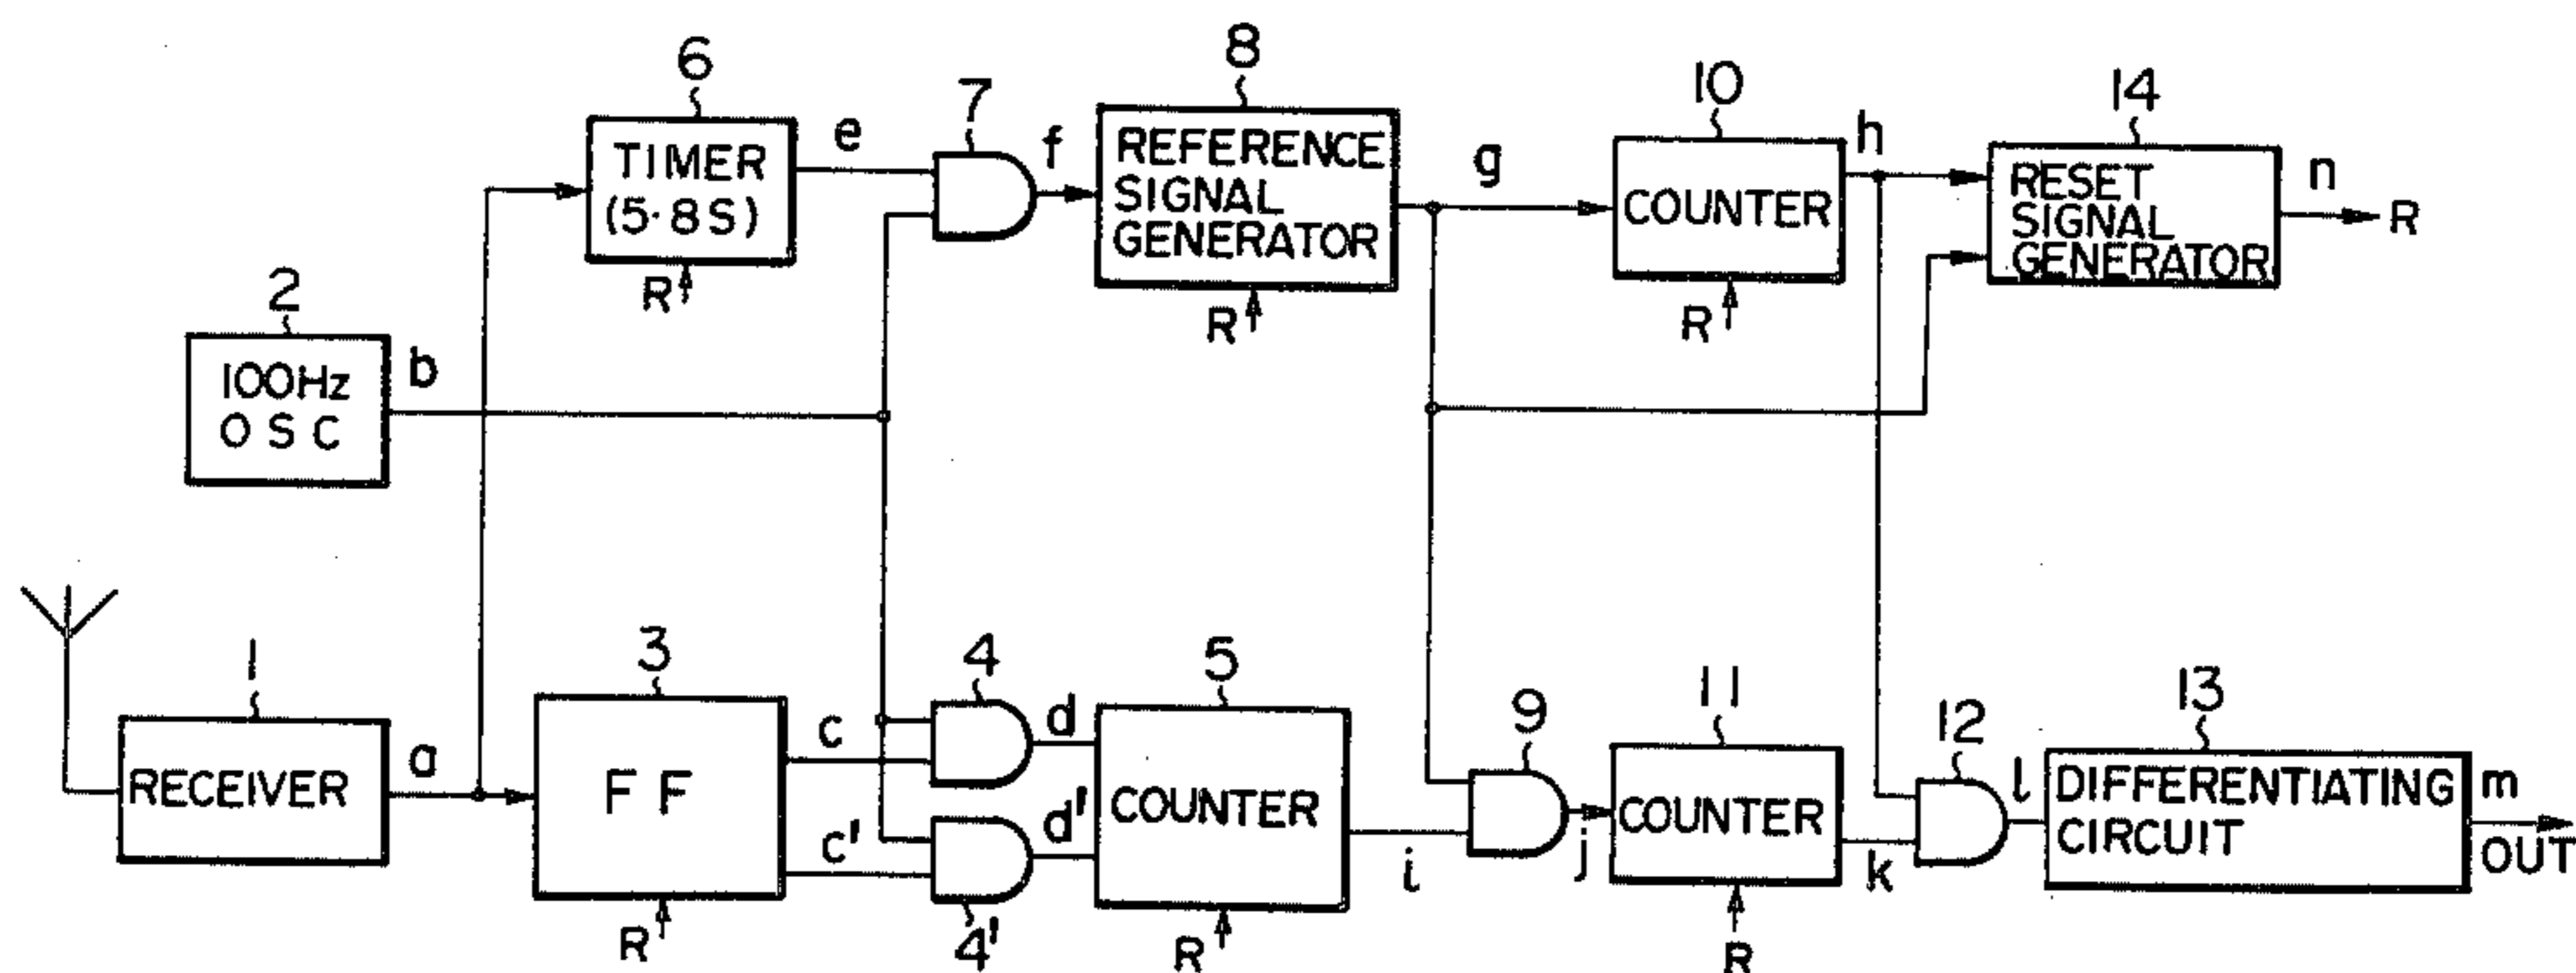 6
TIMER
(5·8S)
R
e
7
f
8
REFERENCE
SIGNAL
GENERATOR
R
g
10
COUNTER
R
h
14
RESET
SIGNAL
GENERATOR
n
R
2
100Hz
OSC
b
1
RECEIVER
a
3
FF
R
c
c'
4
4'
d
d'
5
COUNTER
R
i
9
j
11
COUNTER
R
k
12
l
13
DIFFERENTIATING
CIRCUIT
m
OUT